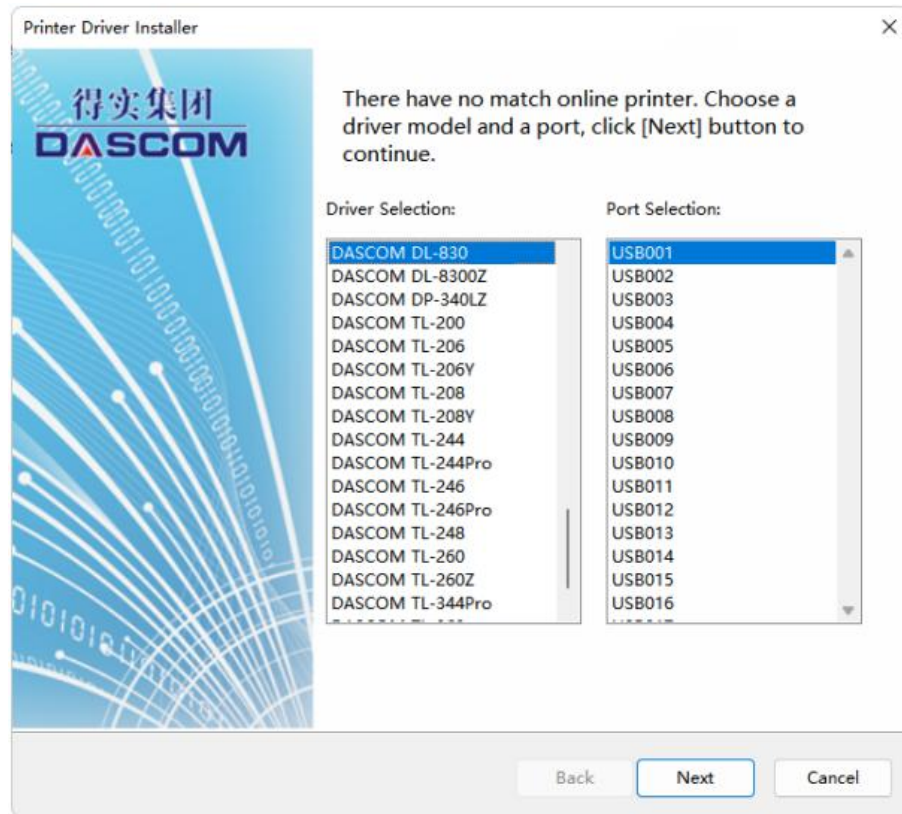 Printer Driver Installer
得实集团
DASCOM
There have no match online printer. Choose a
driver model and a port, click [Next] button to
continue.
Driver Selection:
Port Selection:
DASCOM DL-830
DASCOM DL-8300Z
DASCOM DP-340LZ
DASCOM TL-200
DASCOM TL-206
DASCOM TL-206Y
DASCOM TL-208
DASCOM TL-208Y
DASCOM TL-244
DASCOM TL-244Pro
DASCOM TL-246
DASCOM TL-246Pro
DASCOM TL-248
DASCOM TL-260
DASCOM TL-260Z
DASCOM TL-344Pro
USB001
USB002
USB003
USB004
USB005
USB006
USB007
USB008
USB009
USB010
USB011
USB012
USB013
USB014
USB015
USB016
Back
Next
Cancel